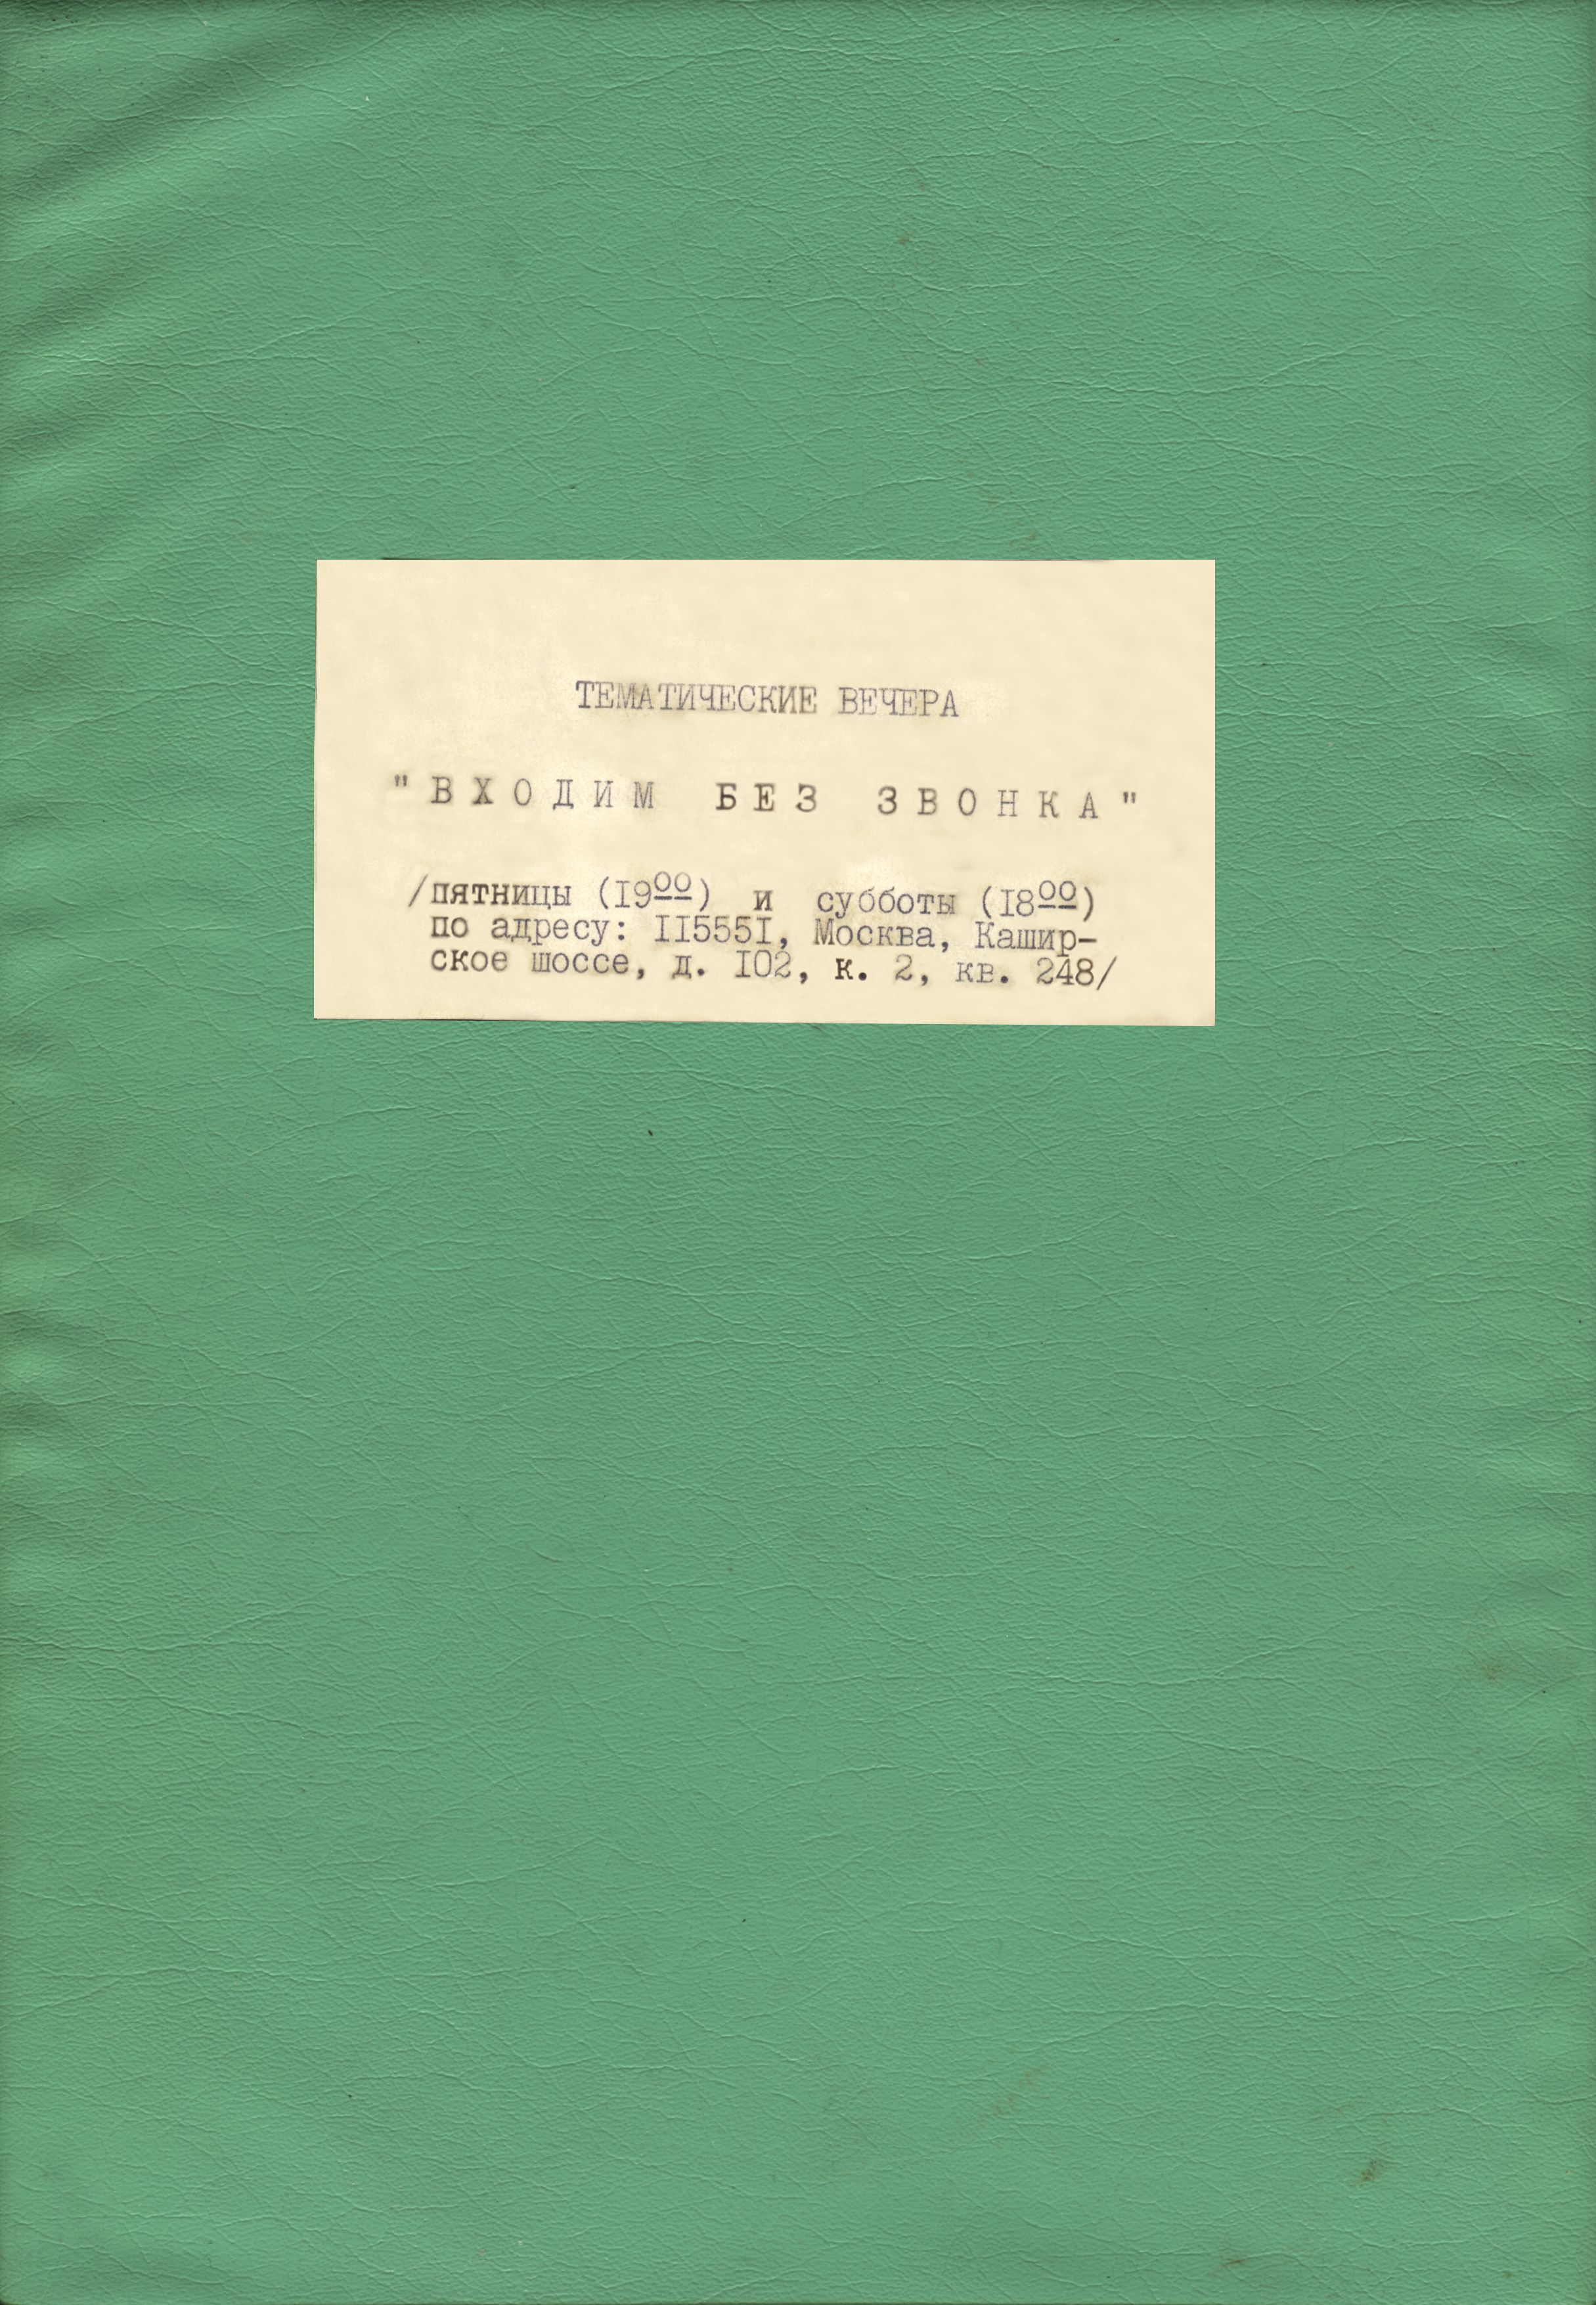 ТЕМАТИЧЕСКИЕ ВЕЧЕРА
"ВХОДИМ БЕЗ ЗВОНКА"
/пятницы (19⁰⁰) и субботы (18⁰⁰)
по адресу: 115551, Москва, Кашир-
ское шоссе, д. 102, к. 2, кв. 248/